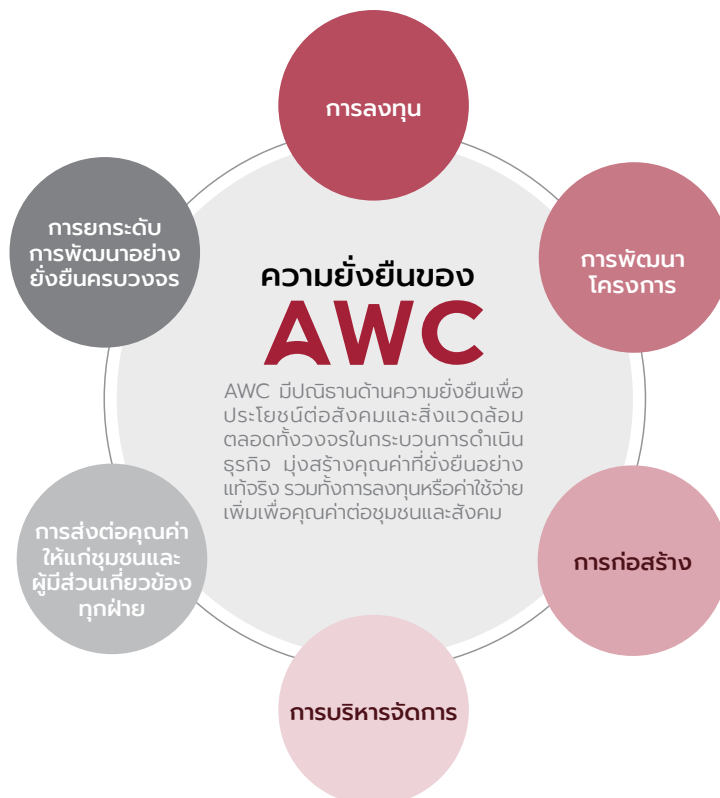 การลงทุน
การพัฒนา
โครงการ
การก่อสร้าง
การบริหารจัดการ
การส่งต่อคุณค่า
ให้แก่ชุมชนและ
ผู้มีส่วนเกี่ยวข้อง
ทุกฝ่าย
การยกระดับ
การพัฒนาอย่าง
ยั่งยืนครบวงจร
ความยั่งยืนของ
AWC
AWC มีปณิธานด้านความยั่งยืนเพื่อ
ประโยชน์ต่อสังคมและสิ่งแวดล้อม
ตลอดทั้งวงจรในกระบวนการดำเนิน
ธุรกิจ มุ่งสร้างคุณค่าที่ยั่งยืนอย่าง
แท้จริง รวมทั้งการลงทุนหรือค่าใช้จ่าย
เพิ่มเพื่อคุณค่าต่อชุมชนและสังคม